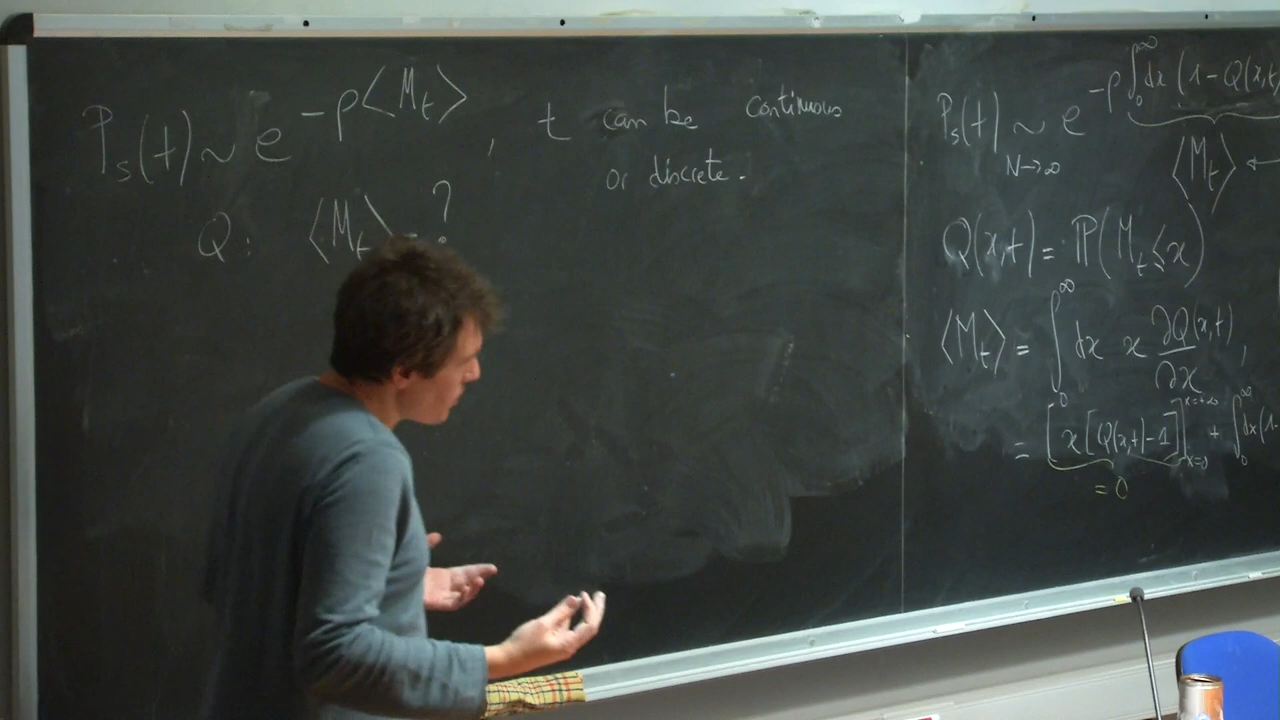 P_s(t) ~ e^{-ρ⟨M_t⟩}, t can be continuous
or discrete.
Q: ⟨M_t⟩ = ?
P_s(t) ~ e^{-ρ∫_0^∞ dx (1-Q(x,t)
N→∞
⟨M_t⟩ ←
Q(x,t) = ℙ(M_t ≤ x)
⟨M_t⟩ = ∫_0^∞ dx x ∂Q(x,t)/∂x,
= [x[Q(x,t)-1]]_{x=0}^{x=+∞} + ∫_0^∞ dx(1-
= 0